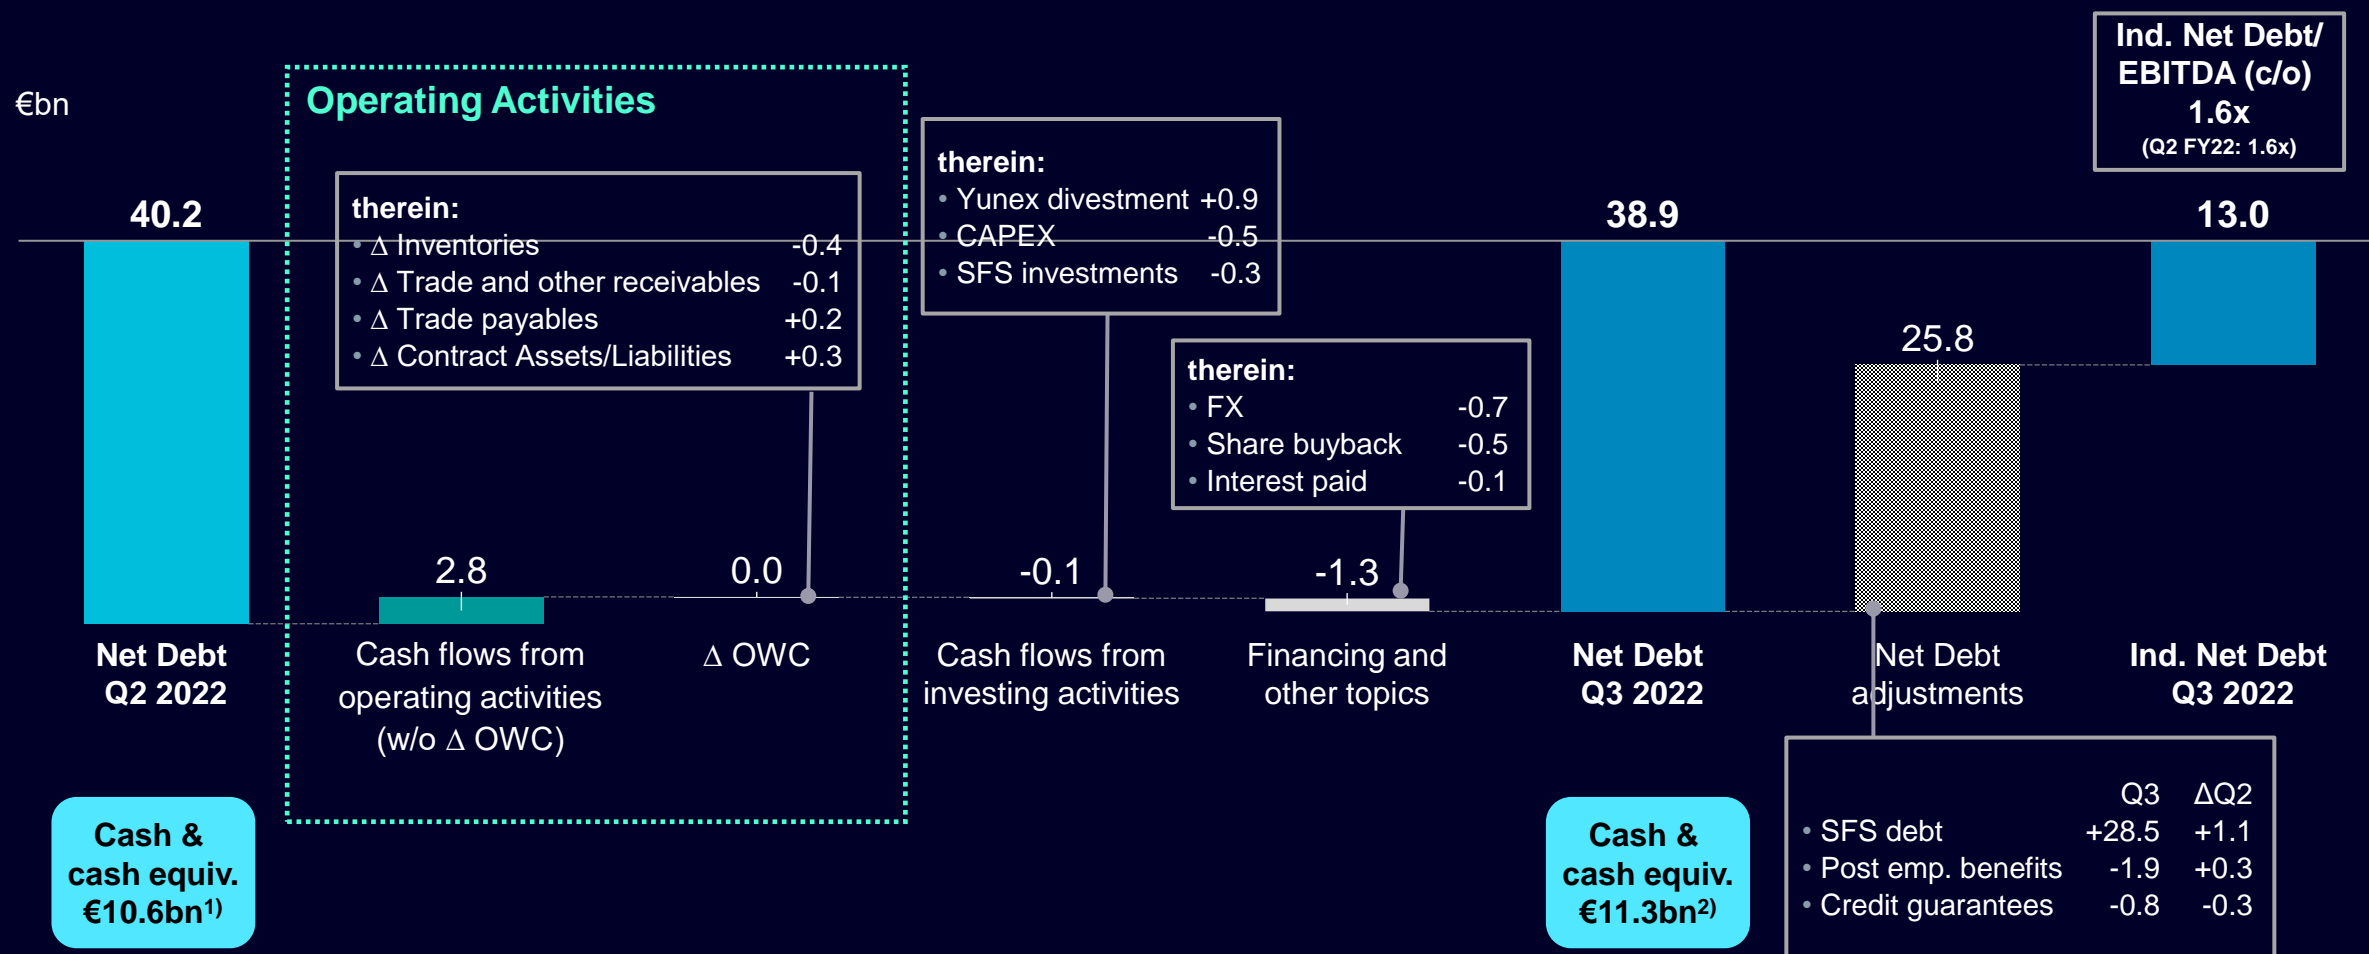 €bn
Operating Activities
Ind. Net Debt/
EBITDA (c/o)
1.6x
(Q2 FY22: 1.6x)
therein:
• Δ Inventories -0.4
• Δ Trade and other receivables -0.1
• Δ Trade payables +0.2
• Δ Contract Assets/Liabilities +0.3
therein:
• Yunex divestment +0.9
• CAPEX -0.5
• SFS investments -0.3
therein:
• FX -0.7
• Share buyback -0.5
• Interest paid -0.1
40.2
2.8
0.0
-0.1
-1.3
38.9
25.8
13.0
Net Debt
Q2 2022
Cash flows from
operating activities
(w/o Δ OWC)
Δ OWC
Cash flows from
investing activities
Financing and
other topics
Net Debt
Q3 2022
Net Debt
adjustments
Ind. Net Debt
Q3 2022
Cash &
cash equiv.
€10.6bn1)
Cash &
cash equiv.
€11.3bn2)
Q3 ΔQ2
• SFS debt +28.5 +1.1
• Post emp. benefits -1.9 +0.3
• Credit guarantees -0.8 -0.3